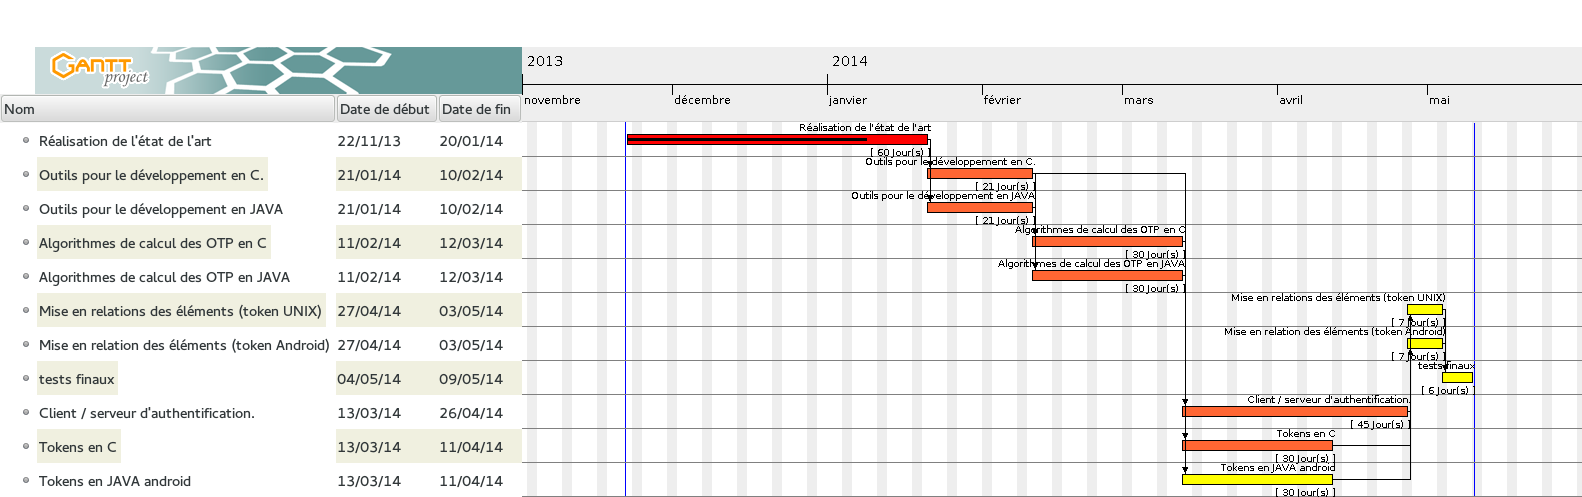 GANTT project
2013 2014
Nom Date de début Date de fin novembre décembre janvier février mars avril mai
Réalisation de l'état de l'art 22/11/13 20/01/14 Réalisation de l'état de l'art
[ 60 Jour(s) ]
Outils pour le développement en C. 21/01/14 10/02/14 Outils pour le développement en C.
[ 21 Jour(s) ]
Outils pour le développement en JAVA 21/01/14 10/02/14 Outils pour le développement en JAVA
[ 21 Jour(s) ]
Algorithmes de calcul des OTP en C 11/02/14 12/03/14 Algorithmes de calcul des OTP en C
[ 30 Jour(s) ]
Algorithmes de calcul des OTP en JAVA 11/02/14 12/03/14 Algorithmes de calcul des OTP en JAVA
[ 30 Jour(s) ]
Mise en relations des éléments (token UNIX) 27/04/14 03/05/14 Mise en relations des éléments (token UNIX)
[ 7 Jour(s) ]
Mise en relation des éléments (token Android) 27/04/14 03/05/14 Mise en relation des éléments (token Android)
[ 7 Jour(s) ]
tests finaux 04/05/14 09/05/14 tests finaux
[ 6 Jour(s) ]
Client / serveur d'authentification. 13/03/14 26/04/14 Client / serveur d'authentification.
[ 45 Jour(s) ]
Tokens en C 13/03/14 11/04/14 Tokens en C
[ 30 Jour(s) ]
Tokens en JAVA android 13/03/14 11/04/14 Tokens en JAVA android
[ 30 Jour(s) ]